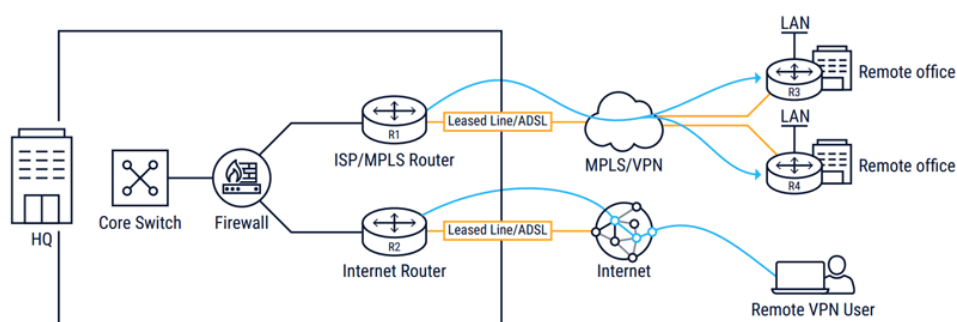 LAN
R3
Remote office
R1
Leased Line/ADSL
ISP/MPLS Router
MPLS/VPN
LAN
R4
Remote office
HQ
Core Switch
Firewall
R2
Leased Line/ADSL
Internet Router
Internet
Remote VPN User